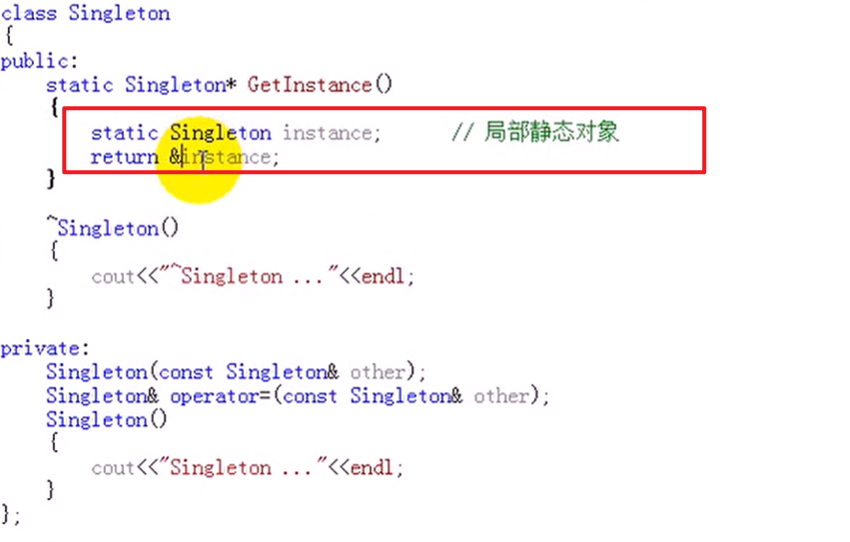 class Singleton
{
public:
    static Singleton* GetInstance()
    {
        static Singleton instance;      // 局部静态对象
        return &instance;
    }
    ~Singleton()
    {
        cout<<"~Singleton ..."<<endl;
    }
private:
    Singleton(const Singleton& other);
    Singleton& operator=(const Singleton& other);
    Singleton()
    {
        cout<<"Singleton ..."<<endl;
    }
};